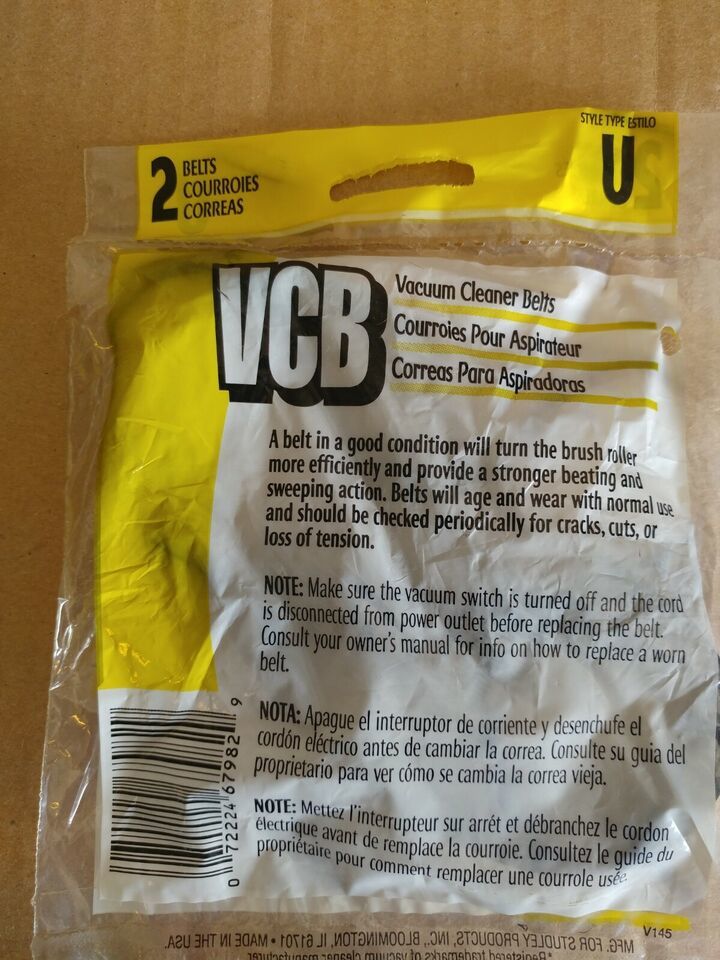 2 BELTS
COURROIES
CORREAS
STYLE TYPE ESTILO
U
VCB
Vacuum Cleaner Belts
Courroies Pour Aspirateur
Correas Para Aspiradoras
A belt in a good condition will turn the brush roller
more efficiently and provide a stronger beating and
sweeping action. Belts will age and wear with normal use
and should be checked periodically for cracks, cuts, or
loss of tension.
NOTE: Make sure the vacuum switch is turned off and the cord
is disconnected from power outlet before replacing the belt.
Consult your owner's manual for info on how to replace a worn
belt.
NOTA: Apague el interruptor de corriente y desenchufe el
cordón eléctrico antes de cambiar la correa. Consulte su guia del
proprietario para ver cómo se cambia la correa vieja.
NOTE: Mettez l'interrupteur sur arrét et débranchez le cordon
électrique avant de remplace la courroie. Consultez le guide du
propriétaire pour comment remplacer une courrole usée.
0 72224 67982 9
V145
MFG. FOR STUDLEY PRODUCTS, INC., BLOOMINGTON, IL 61701 • MADE IN THE USA.
*Registered trademarks of vacuum cleaner manufacturer